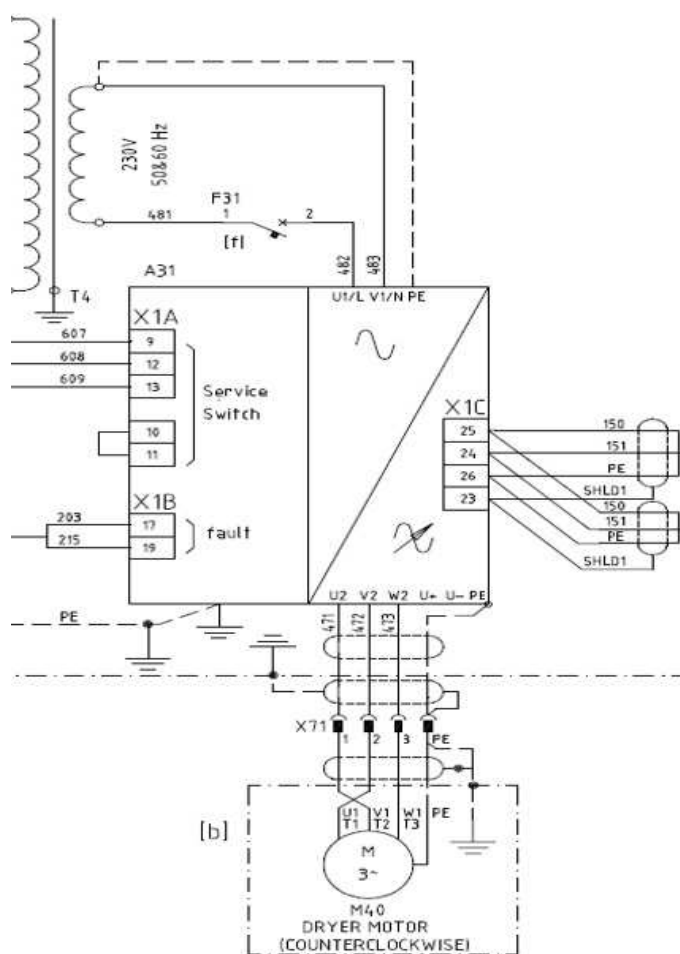 230V
50&60 Hz
F31
481 1 2
[f]
482 483
A31
U1/L V1/N PE
T4
X1A
607 9
608 12
609 13
Service
Switch
10
11
X1B
203 17
215 19
fault
X1C
25 150
24 151
26 PE
23 SHLD1
150
151
PE
SHLD1
U2 V2 W2 U+ U- PE
471 472 473
PE
X71
1 2 3 PE
[b]
U1 V1 W1 PE
T1 T2 T3
M
3~
M40
DRYER MOTOR
(COUNTERCLOCKWISE)